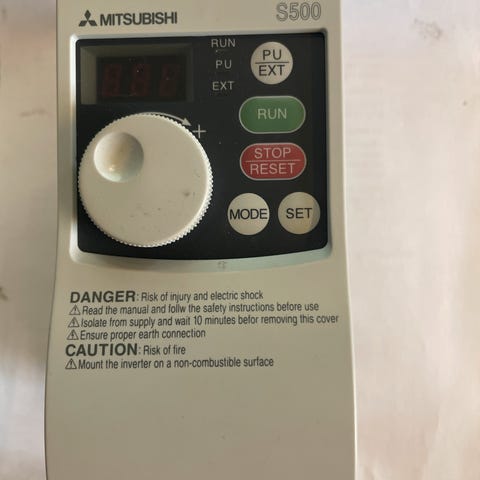 MITSUBISHI
S500
RUN
PU
EXT
PU
EXT
RUN
STOP
RESET
+
MODE
SET
DANGER : Risk of injury and electric shock
Read the manual and follw the safety instructions before use
Isolate from supply and wait 10 minutes befor removing this cover
Ensure proper earth connection
CAUTION : Risk of fire
Mount the inverter on a non-combustible surface